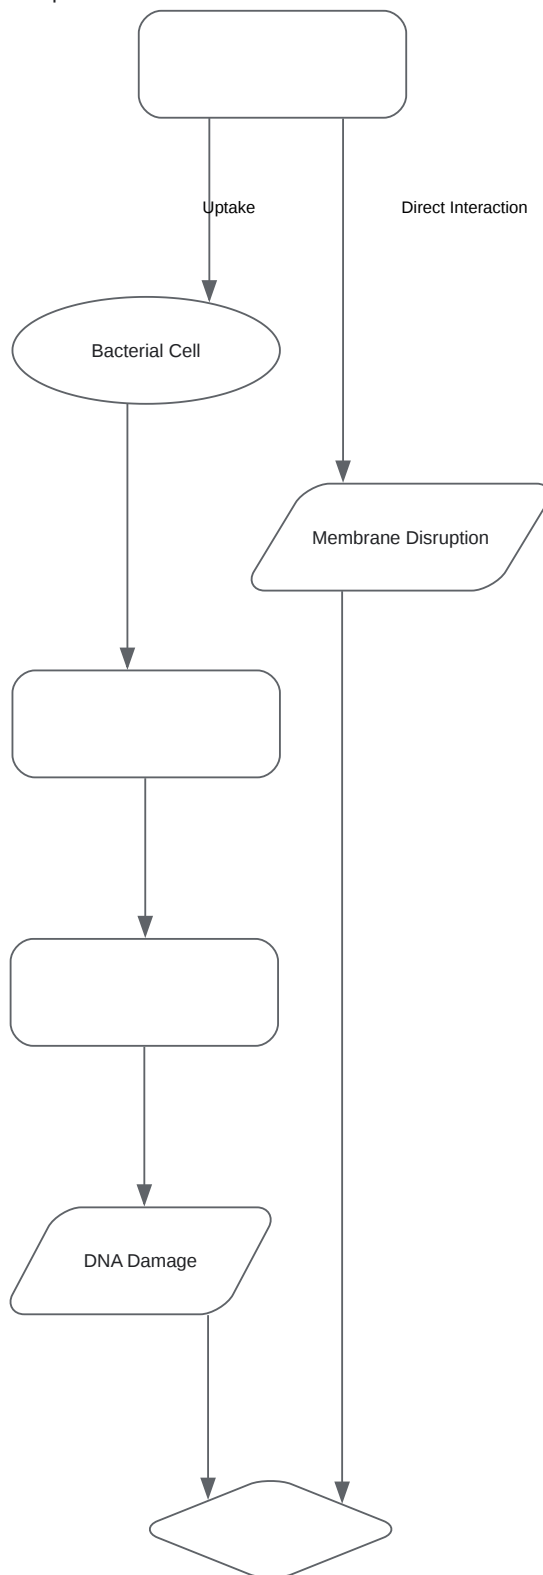 Uptake
Direct Interaction
Bacterial Cell
Membrane Disruption
DNA Damage